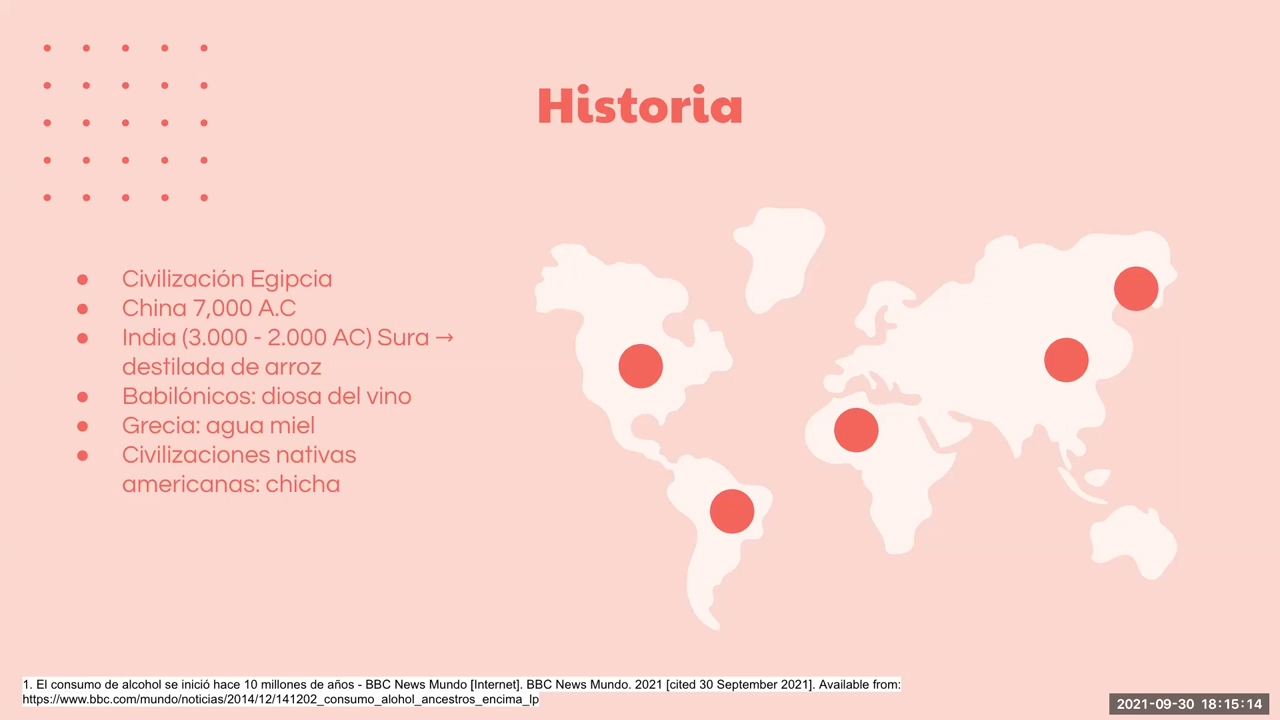 Historia
● Civilización Egipcia
● China 7,000 A.C
● India (3.000 - 2.000 AC) Sura →
destilada de arroz
● Babilónicos: diosa del vino
● Grecia: agua miel
● Civilizaciones nativas
americanas: chicha
1. El consumo de alcohol se inició hace 10 millones de años - BBC News Mundo [Internet]. BBC News Mundo. 2021 [cited 30 September 2021]. Available from:
https://www.bbc.com/mundo/noticias/2014/12/141202_consumo_alohol_ancestros_encima_lp
2021-09-30 18:15:14